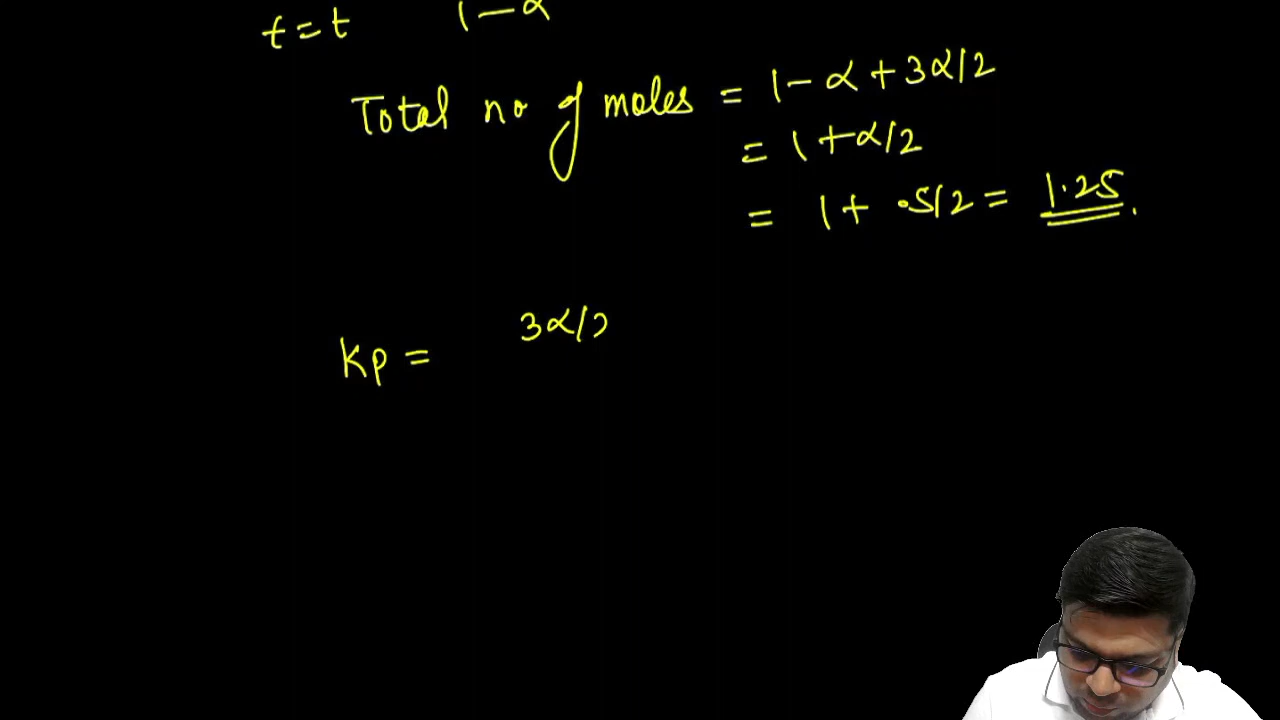 t=t 1-α
Total no of moles = 1-α+3α/2
= 1+α/2
= 1+ .5/2 = 1.25.
Kp = 3α/2